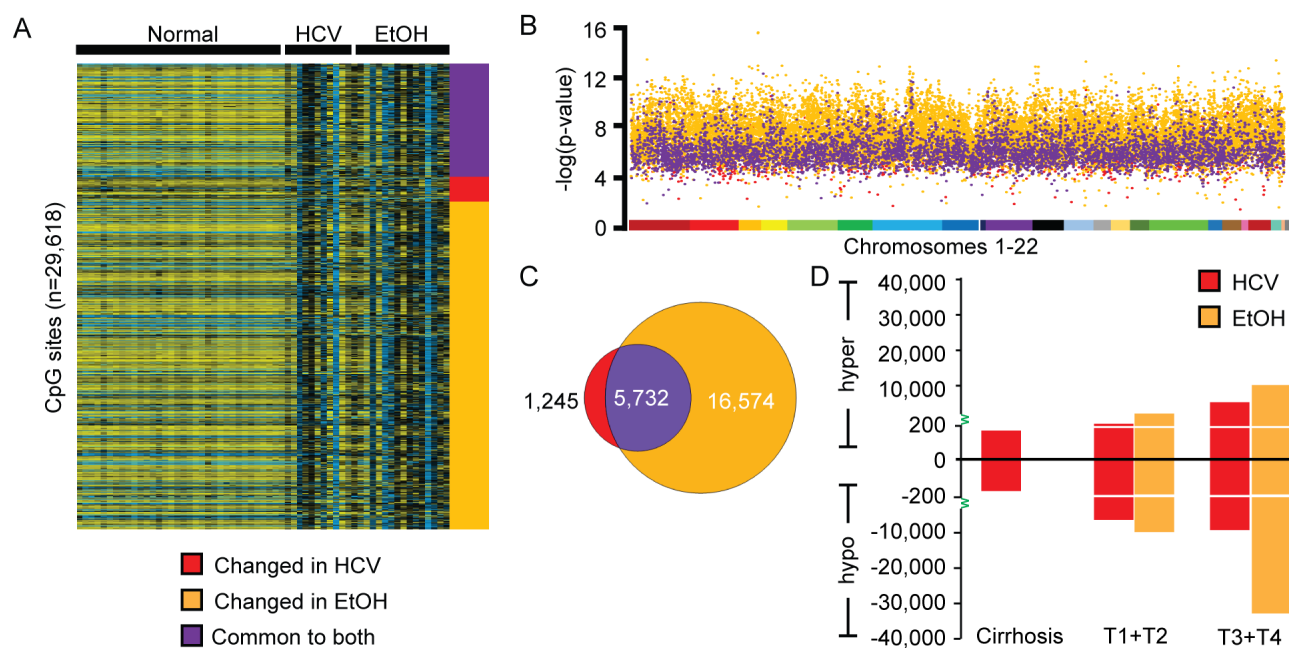 A
Normal
HCV
EtOH
CpG sites (n=29,618)
Changed in HCV
Changed in EtOH
Common to both
B
16
12
8
4
0
-log(p-value)
Chromosomes 1-22
C
1,245
5,732
16,574
D
HCV
EtOH
hyper
hypo
40,000
30,000
20,000
10,000
200
0
-200
-10,000
-20,000
-30,000
-40,000
Cirrhosis
T1+T2
T3+T4